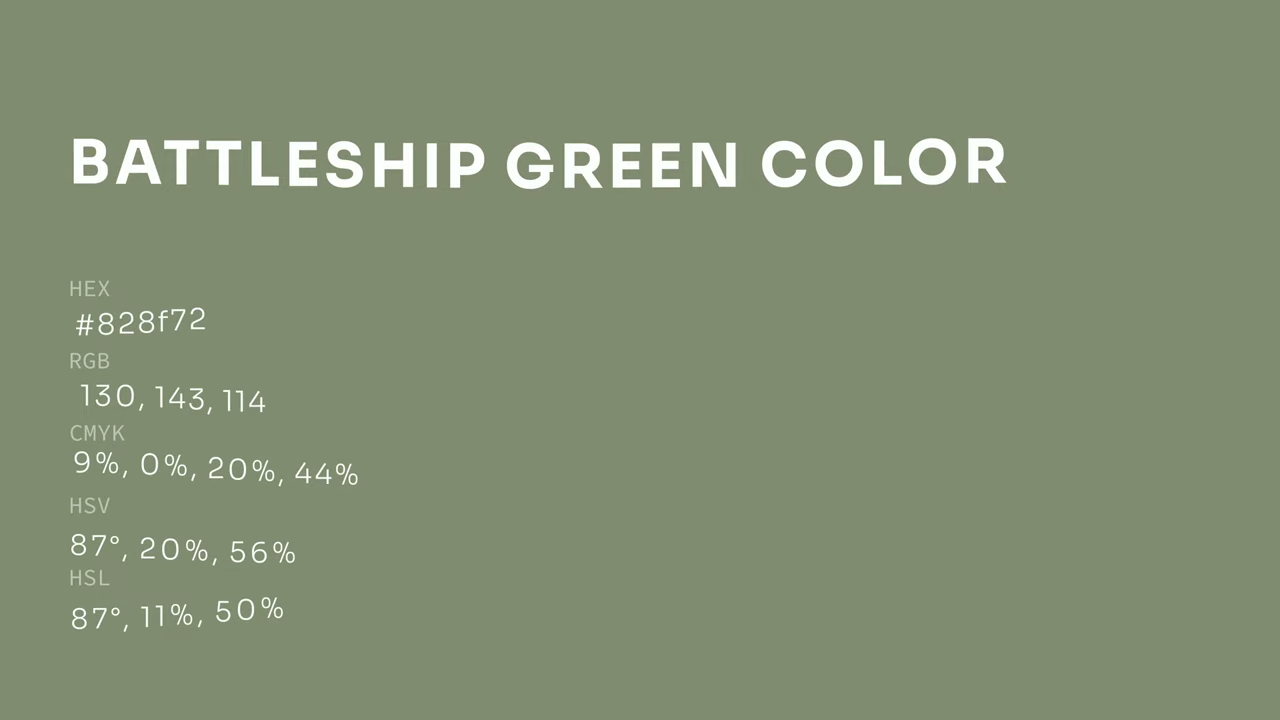 BATTLESHIP GREEN COLOR
HEX
#828f72
RGB
130, 143, 114
CMYK
9%, 0%, 20%, 44%
HSV
87°, 20%, 56%
HSL
87°, 11%, 50%